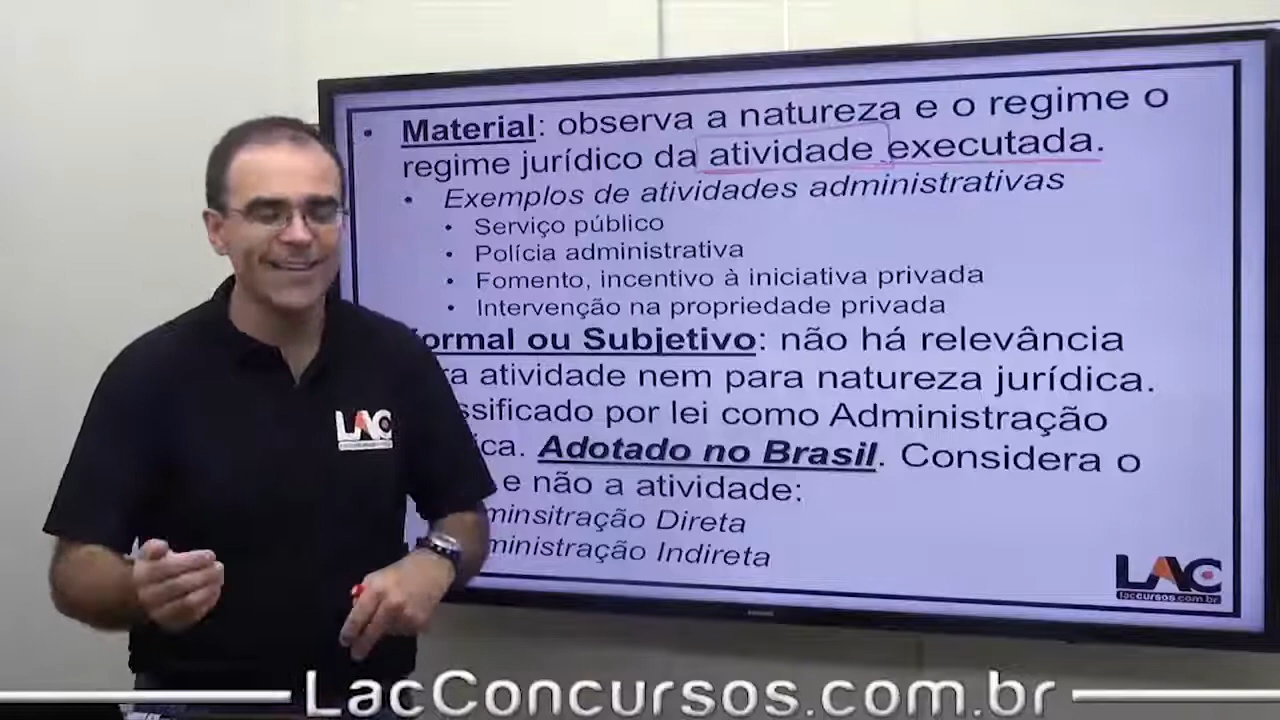 • Material: observa a natureza e o regime o
regime jurídico da atividade executada.
• Exemplos de atividades administrativas
• Serviço público
• Polícia administrativa
• Fomento, incentivo à iniciativa privada
• Intervenção na propriedade privada
ormal ou Subjetivo: não há relevância
ra atividade nem para natureza jurídica.
ssificado por lei como Administração
ica. Adotado no Brasil. Considera o
e não a atividade:
minsitração Direta
ministração Indireta
LAC
LAC
laccursos.com.br
LacConcursos.com.br